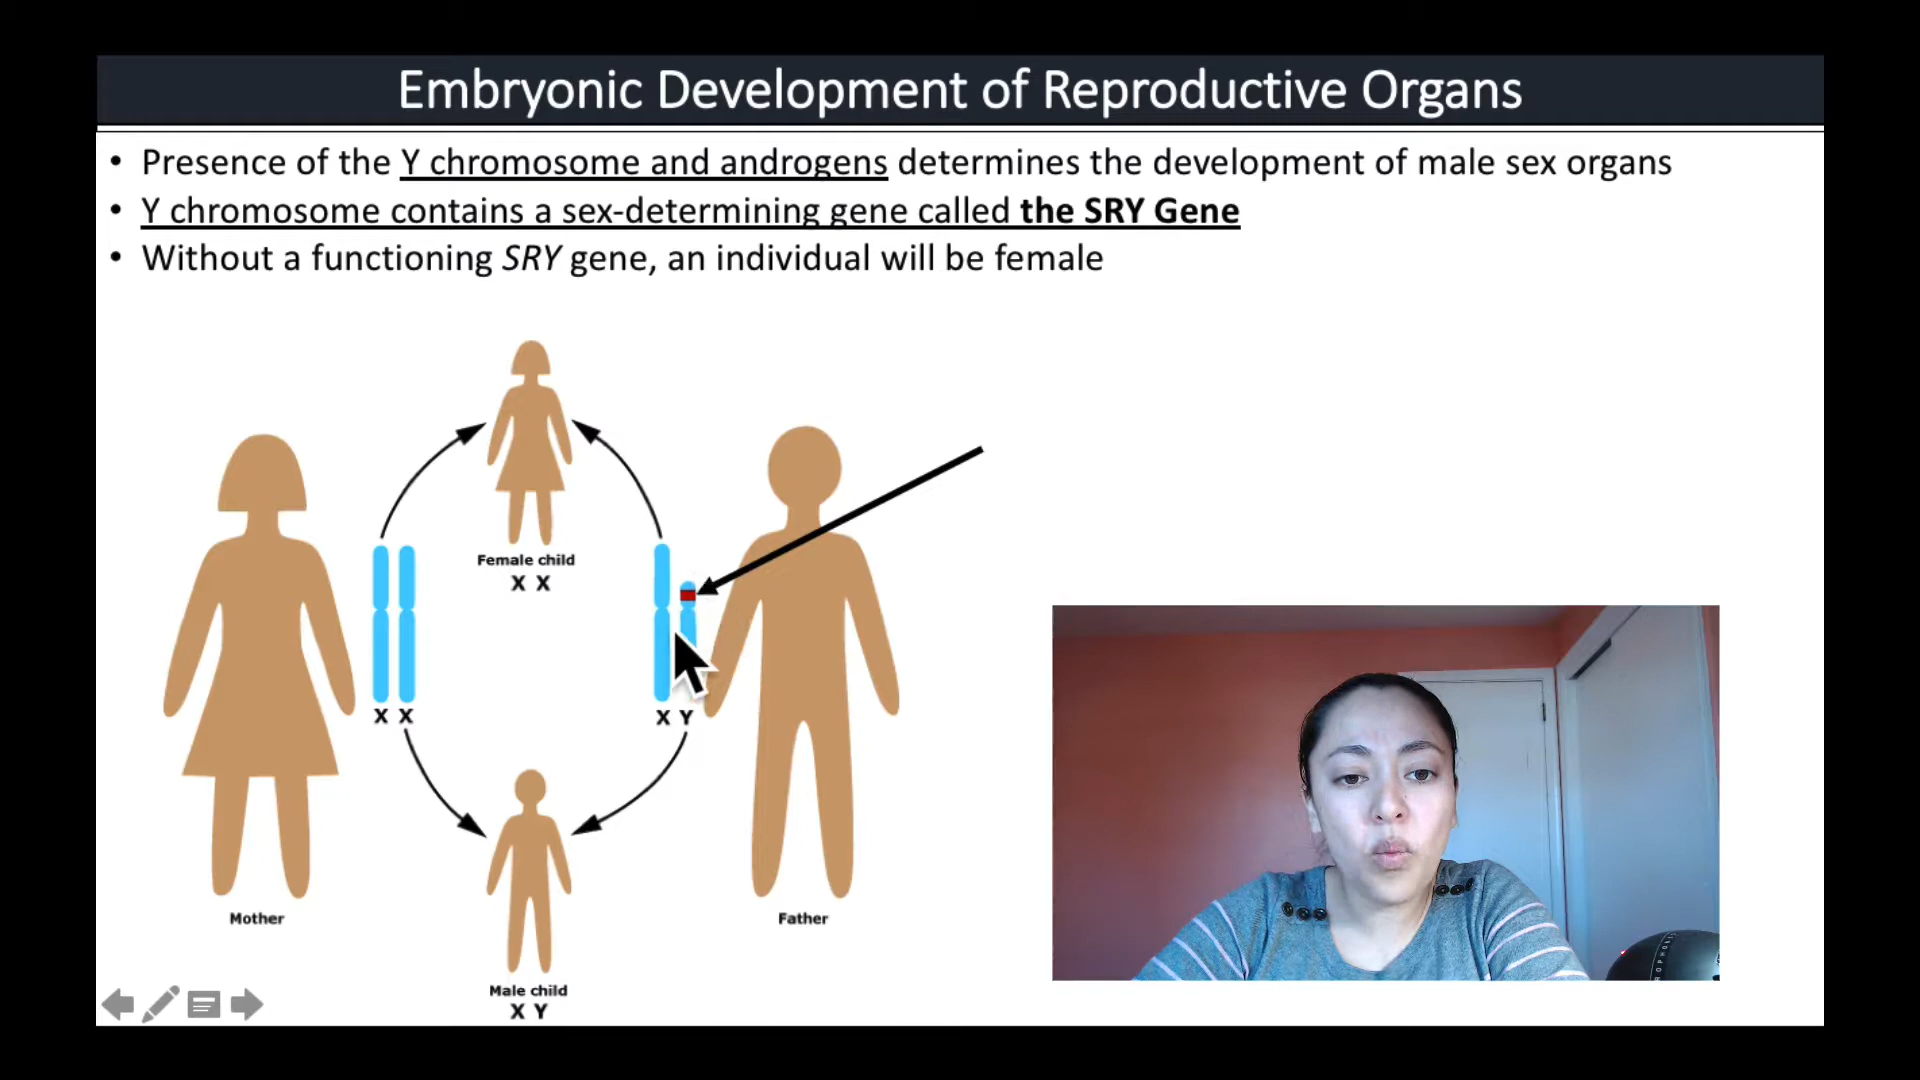 Embryonic Development of Reproductive Organs
• Presence of the Y chromosome and androgens determines the development of male sex organs
• Y chromosome contains a sex-determining gene called the SRY Gene
• Without a functioning SRY gene, an individual will be female
Female child
X X
X X
X Y
Mother
Father
Male child
X Y